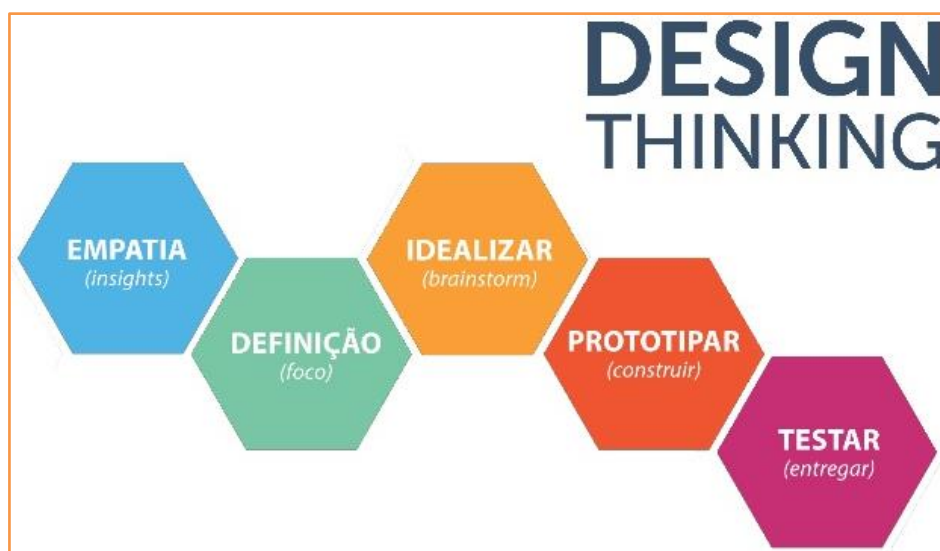 DESIGN
THINKING
EMPATIA
(insights)
DEFINIÇÃO
(foco)
IDEALIZAR
(brainstorm)
PROTOTIPAR
(construir)
TESTAR
(entregar)